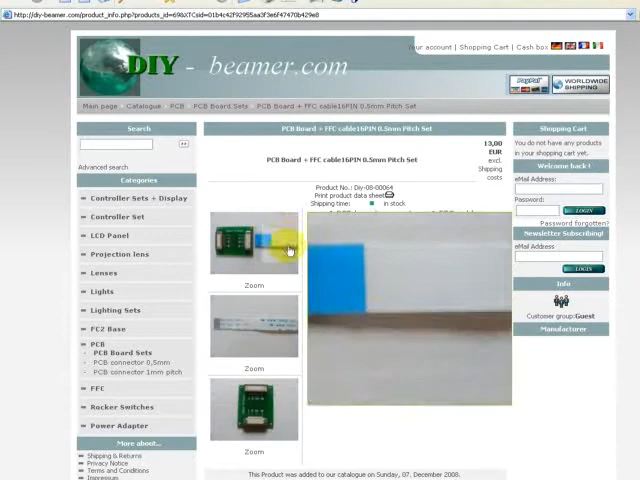 http://diy-beamer.com/product_info.php?products_id=69&XTCsid=01b4c42f92955aa3f3e6f47470b429e8
Your account | Shopping Cart | Cash box
DIY - beamer.com
PayPal
WORLDWIDE SHIPPING
Main page - Catalogue - PCB - PCB Board Sets - PCB Board + FFC cable16PIN 0.5mm Pitch Set
Search
Advanced search
Categories
Controller Sets + Display
Controller Set
LCD Panel
Projection lens
Lenses
Lights
Lighting Sets
FC2 Base
PCB
- PCB Board Sets
- PCB connector 0,5mm
- PCB connector 1mm pitch
FFC
Rocker Switches
Power Adapter
More about...
Shipping & Returns
Privacy Notice
Terms and Conditions
Impressum
PCB Board + FFC cable16PIN 0.5mm Pitch Set
13,00
EUR
excl.
Shipping
costs
PCB Board + FFC cable16PIN 0.5mm Pitch Set
Product No.: Diy-08-00064
Print product data sheet
Shipping time: in stock
Zoom
Zoom
Zoom
This Product was added to our catalogue on Sunday, 07. December 2008.
Shopping Cart
You do not have any products
in your shopping cart yet.
Welcome back !
eMail Address:
Password:
LOGIN
Password forgotten?
Newsletter Subscribing!
eMail Address
LOGIN
Info
Customer group:Guest
Manufacturer